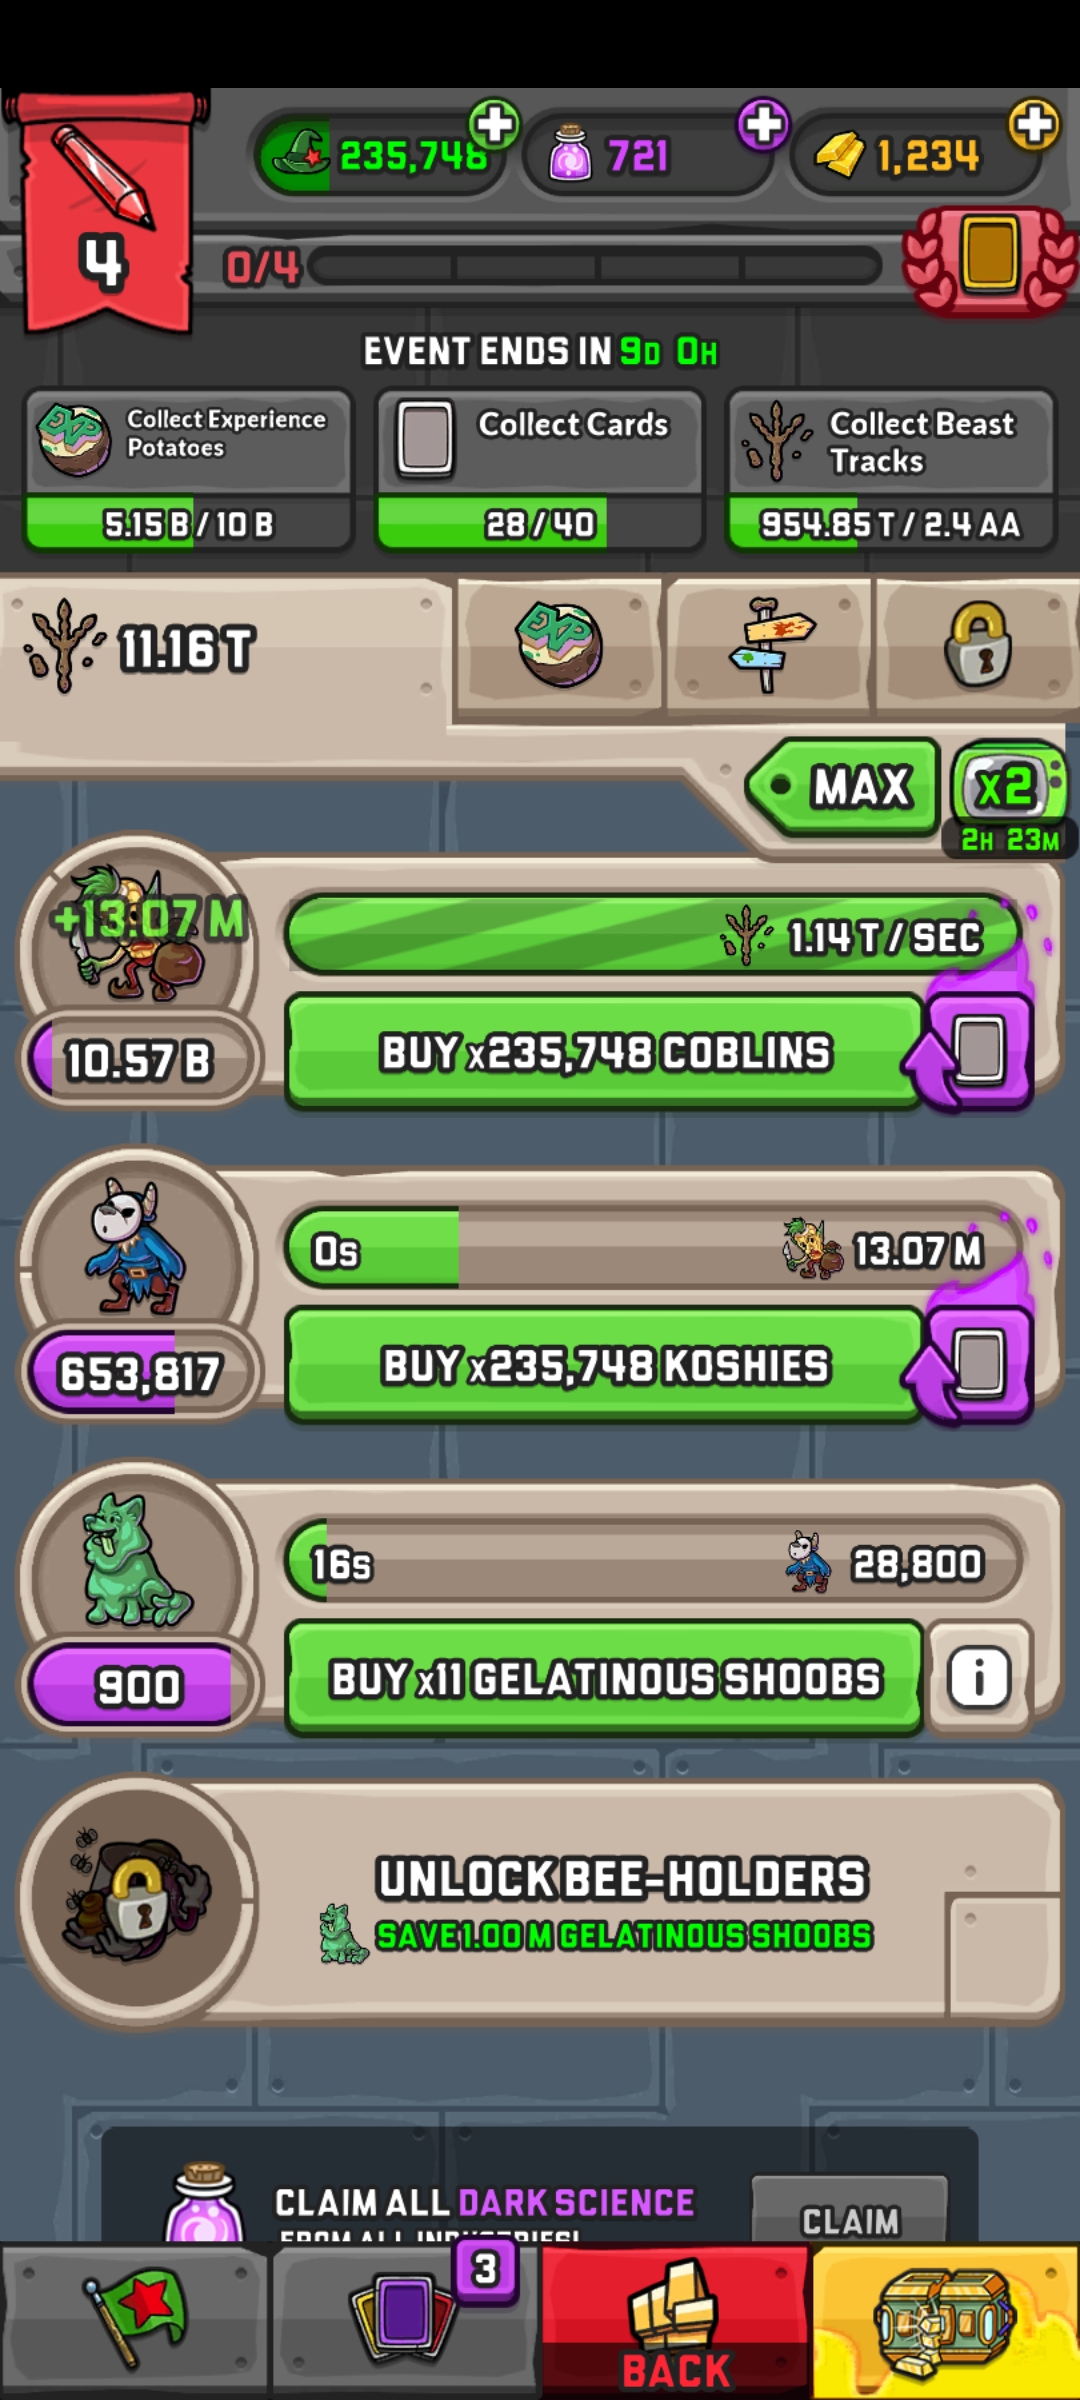 235,748
721
1,234
4
0/4
EVENT ENDS IN 9D 0H
Collect Experience
Potatoes
5.15 B / 10 B
Collect Cards
28 / 40
Collect Beast
Tracks
954.85 T / 2.4 AA
11.16 T
EXP
MAX
x2
2H 23M
+13.07 M
1.14 T / SEC
10.57 B
BUY x235,748 COBLINS
0s
13.07 M
653,817
BUY x235,748 KOSHIES
16s
28,800
900
BUY x11 GELATINOUS SHOOBS
i
UNLOCK BEE-HOLDERS
SAVE 1.00 M GELATINOUS SHOOBS
CLAIM ALL DARK SCIENCE
FROM ALL INDUSTRIES!
CLAIM
3
BACK